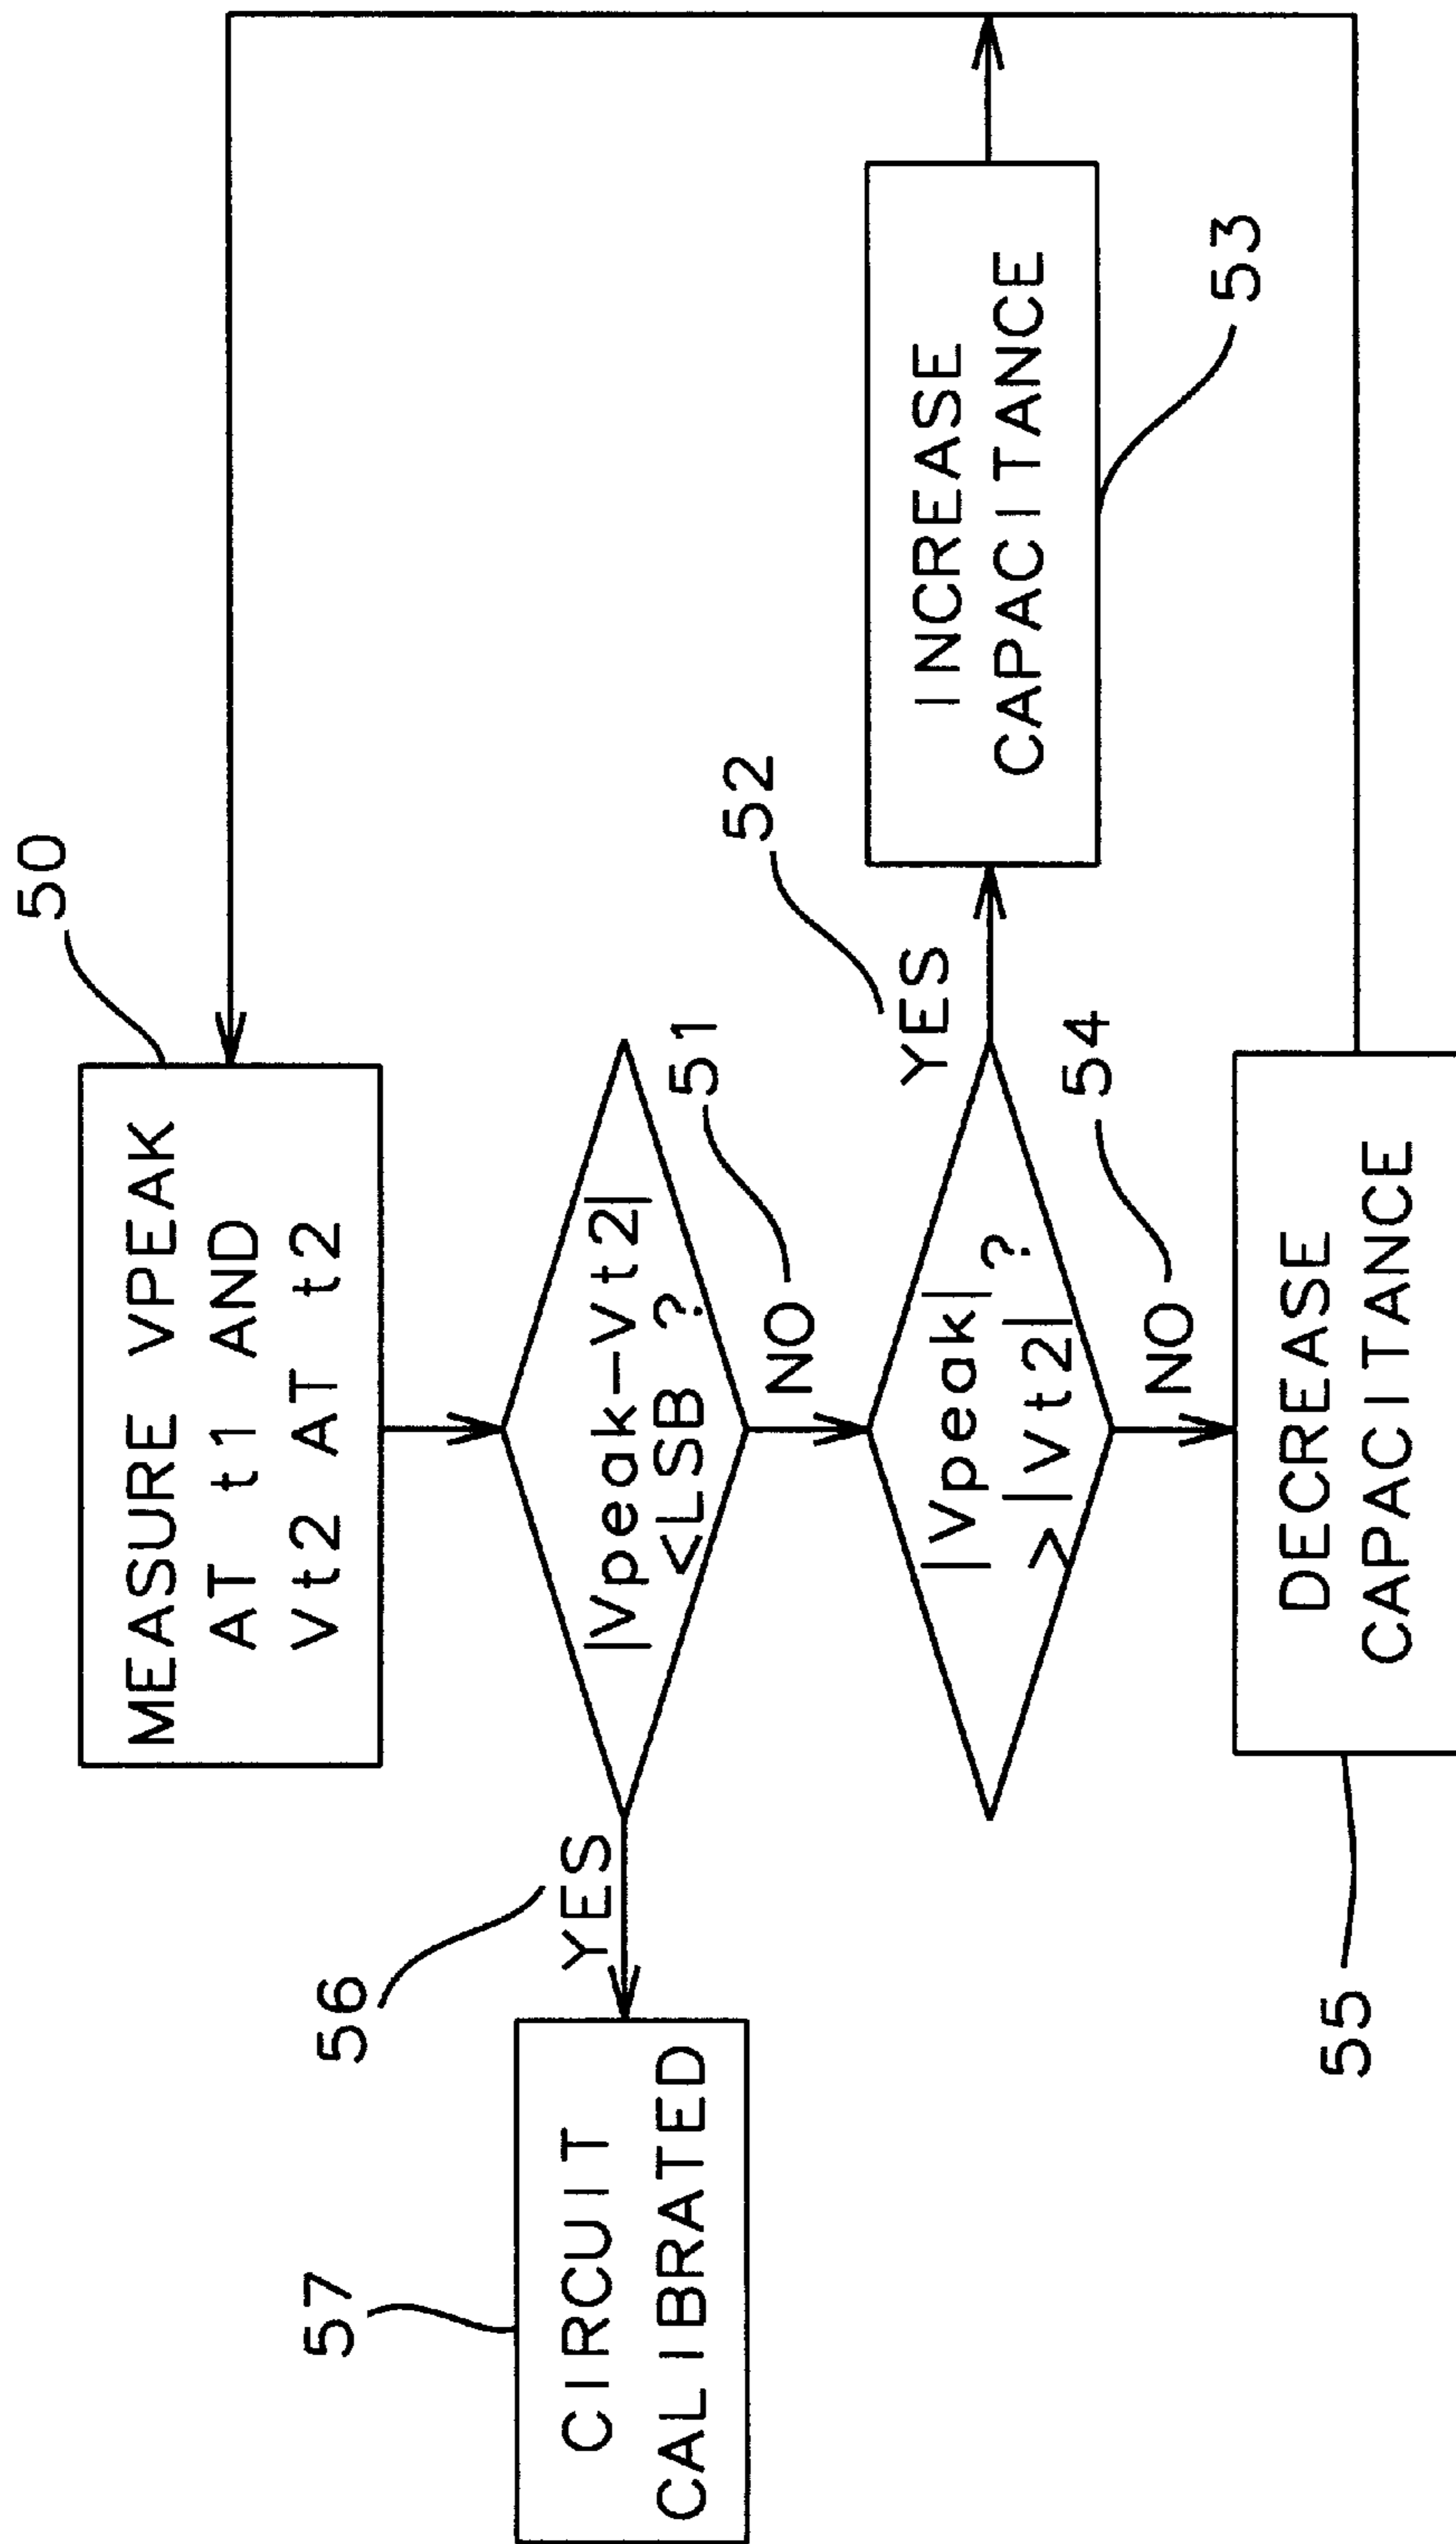 50
MEASURE VPEAK
AT t1 AND
Vt2 AT t2
56
YES
|Vpeak-Vt2|
<LSB ?
57
CIRCUIT
CALIBRATED
NO
51
52
YES
|Vpeak| ?
>|Vt2|
INCREASE
CAPACITANCE
53
NO
54
DECREASE
CAPACITANCE
55